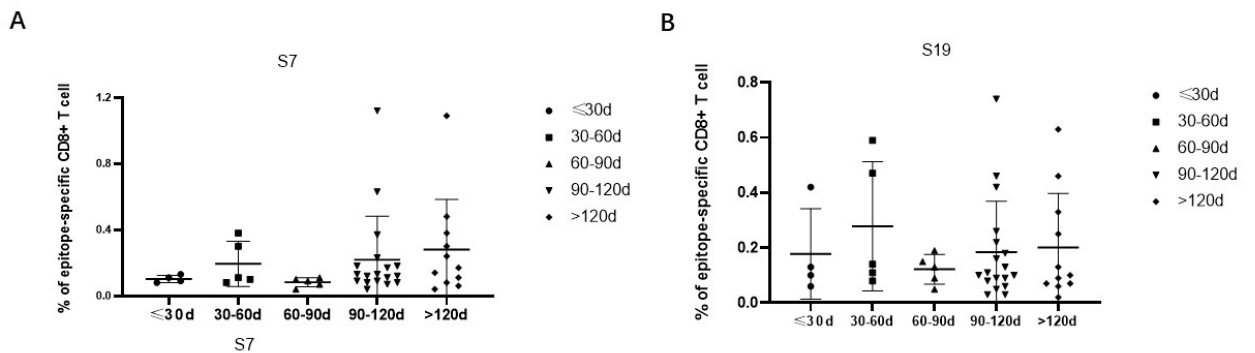 A
S7
% of epitope-specific CD8+ T cell
1.2
0.8
0.4
0.0
≤30 d
30-60d
60-90d
90-120d
>120d
S7
≤30d
30-60d
60-90d
90-120d
>120d
B
S19
% of epitope-specific CD8+ T cell
0.8
0.6
0.4
0.2
0.0
≤30 d
30-60d
60-90d
90-120d
>120d
≤30d
30-60d
60-90d
90-120d
>120d